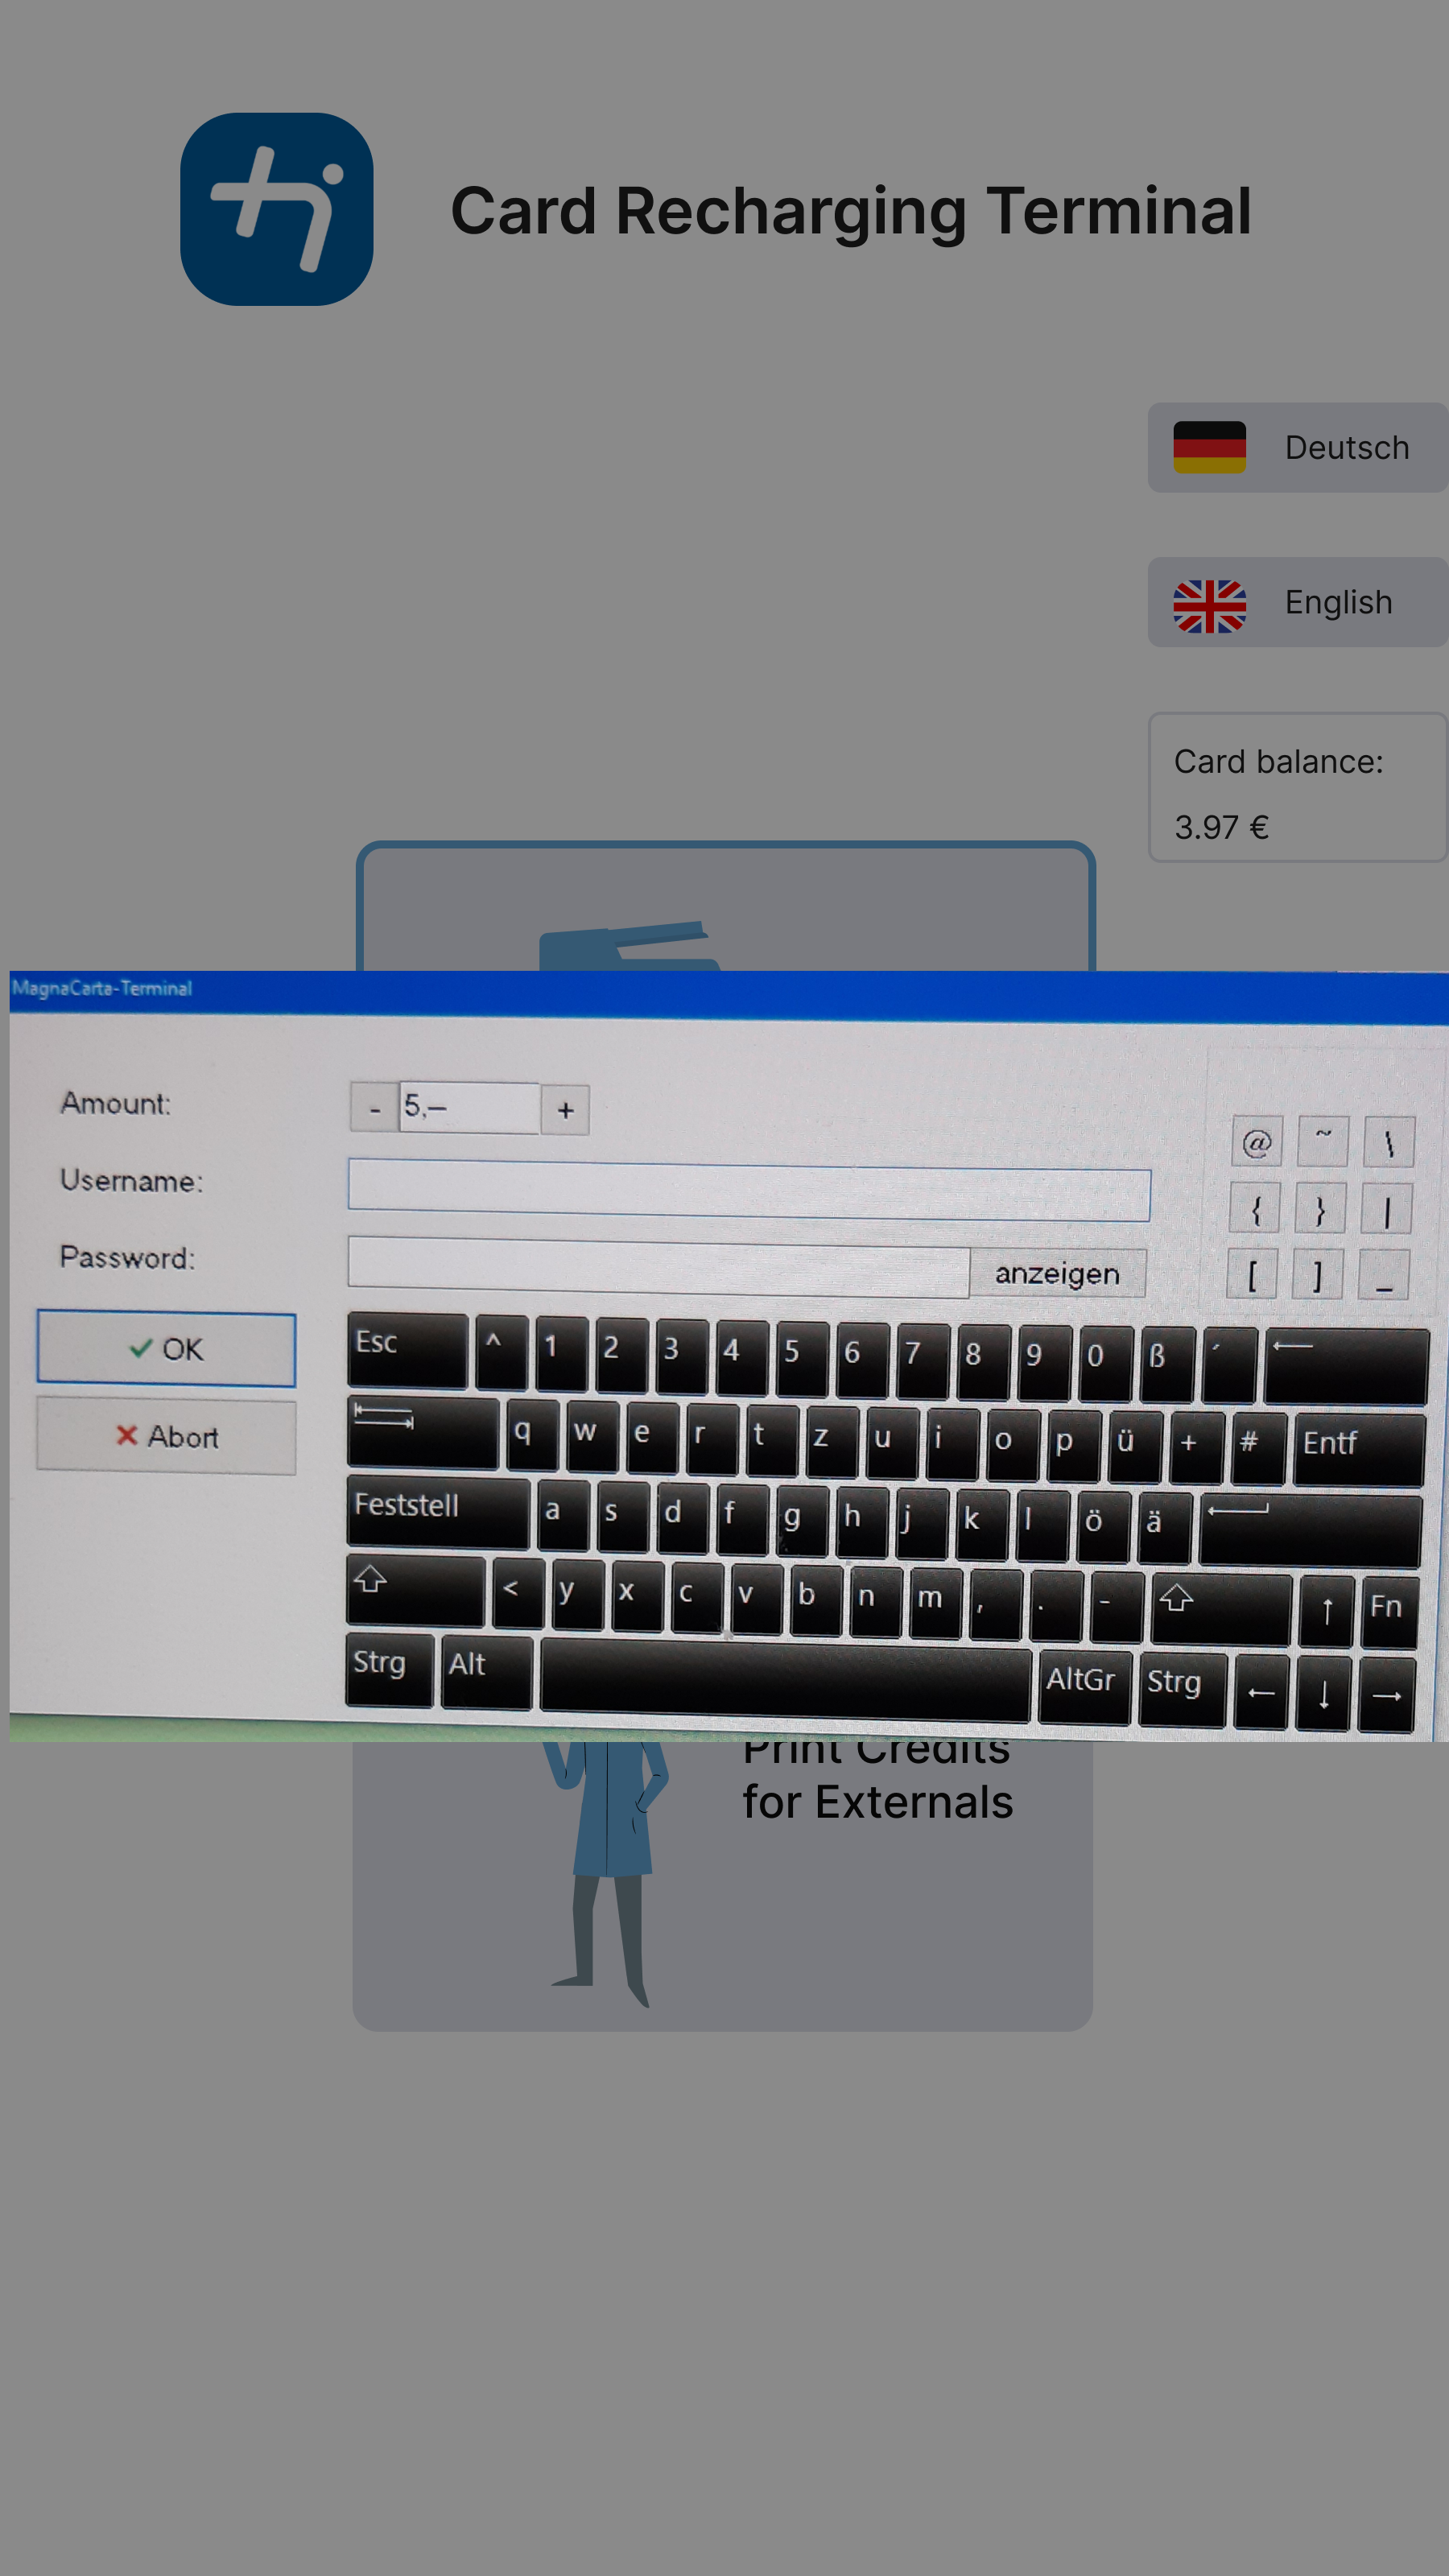 Card Recharging Terminal
Deutsch
English
Card balance:
3.97 €
MagnaCarta-Terminal
Amount:
- 5,— +
@ ~ \
Username:
{ } |
Password:
anzeigen
[ ] _
OK
Esc ^ 1 2 3 4 5 6 7 8 9 0 ß ´ ←
Abort
q w e r t z u i o p ü + # Entf
Feststell a s d f g h j k l ö ä
< y x c v b n m , . - ↑ Fn
Strg Alt AltGr Strg ← ↓ →
Print Credits
for Externals